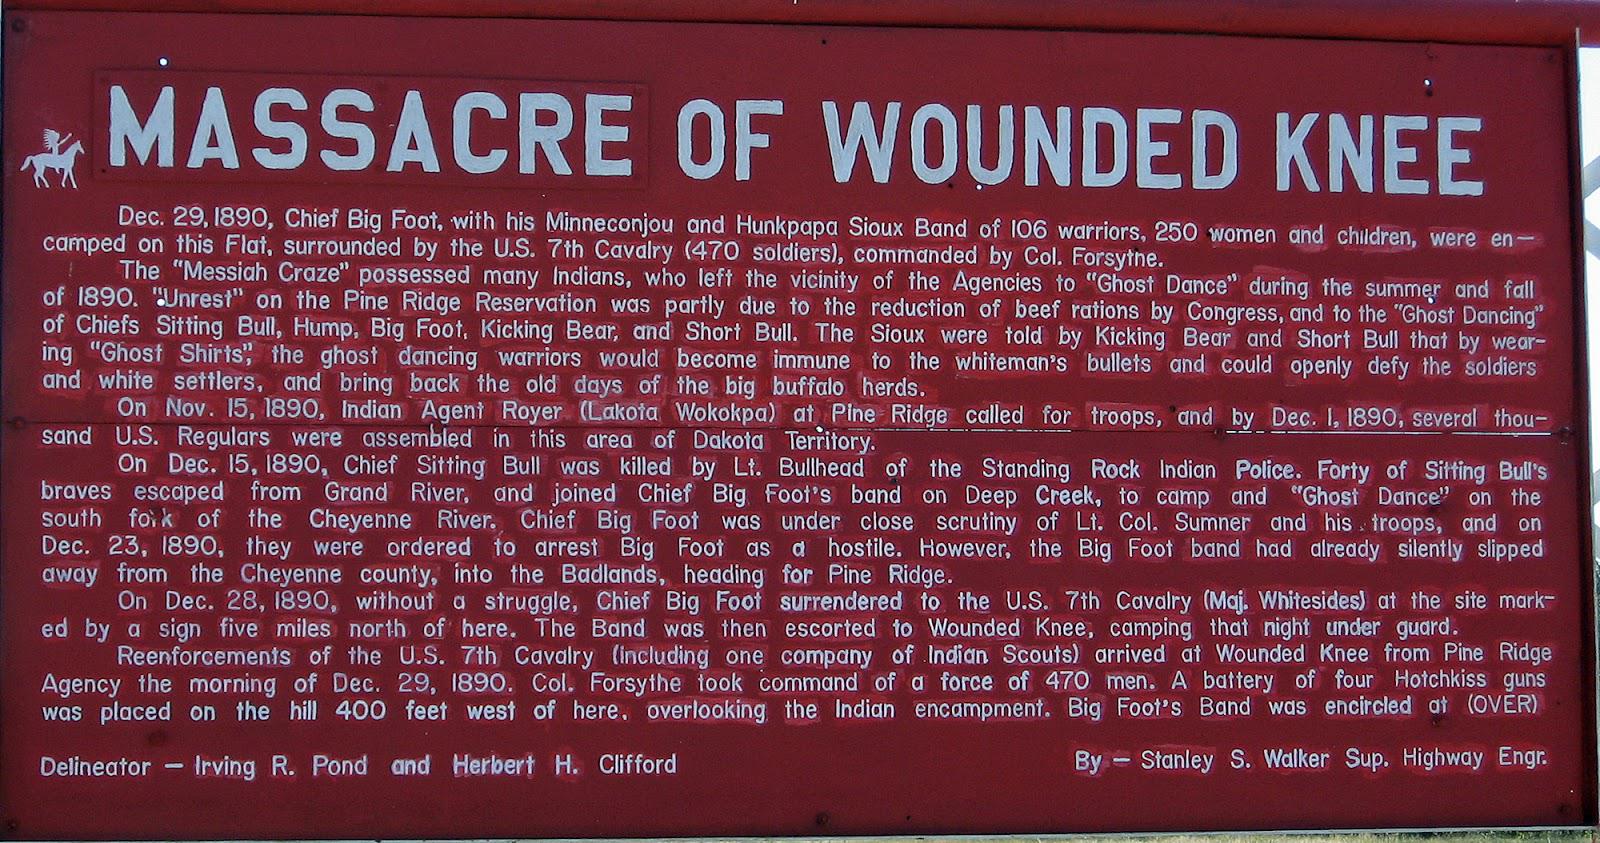 MASSACRE OF WOUNDED KNEE
Dec. 29, 1890, Chief Big Foot, with his Minneconjou and Hunkpapa Sioux Band of 106 warriors, 250 women and children, were en-
camped on this Flat, surrounded by the U.S. 7th Cavalry (470 soldiers), commanded by Col. Forsythe.
The "Messiah Craze" possessed many Indians, who left the vicinity of the Agencies to "Ghost Dance" during the summer and fall
of 1890. "Unrest" on the Pine Ridge Reservation was partly due to the reduction of beef rations by Congress, and to the "Ghost Dancing"
of Chiefs Sitting Bull, Hump, Big Foot, Kicking Bear, and Short Bull. The Sioux were told by Kicking Bear and Short Bull that by wear-
ing "Ghost Shirts", the ghost dancing warriors would become immune to the whiteman's bullets and could openly defy the soldiers
and white settlers, and bring back the old days of the big buffalo herds.
On Nov. 15, 1890, Indian Agent Royer (Lakota Wokokpa) at Pine Ridge called for troops, and by Dec. 1, 1890, several thou-
sand U.S. Regulars were assembled in this area of Dakota Territory.
On Dec. 15, 1890, Chief Sitting Bull was killed by Lt. Bullhead of the Standing Rock Indian Police. Forty of Sitting Bull's
braves escaped from Grand River, and joined Chief Big Foot's band on Deep Creek, to camp and "Ghost Dance" on the
south fork of the Cheyenne River. Chief Big Foot was under close scrutiny of Lt. Col. Sumner and his troops, and on
Dec. 23, 1890, they were ordered to arrest Big Foot as a hostile. However, the Big Foot band had already silently slipped
away from the Cheyenne county, into the Badlands, heading for Pine Ridge.
On Dec. 28, 1890, without a struggle, Chief Big Foot surrendered to the U.S. 7th Cavalry (Maj. Whitesides) at the site mark-
ed by a sign five miles north of here. The Band was then escorted to Wounded Knee, camping that night under guard.
Reenforcements of the U.S. 7th Cavalry (Including one company of Indian Scouts) arrived at Wounded Knee from Pine Ridge
Agency the morning of Dec. 29, 1890. Col. Forsythe took command of a force of 470 men. A battery of four Hotchkiss guns
was placed on the hill 400 feet west of here, overlooking the Indian encampment. Big Foot's Band was encircled at (OVER)
Delineator - Irving R. Pond and Herbert H. Clifford
By - Stanley S. Walker Sup. Highway Engr.